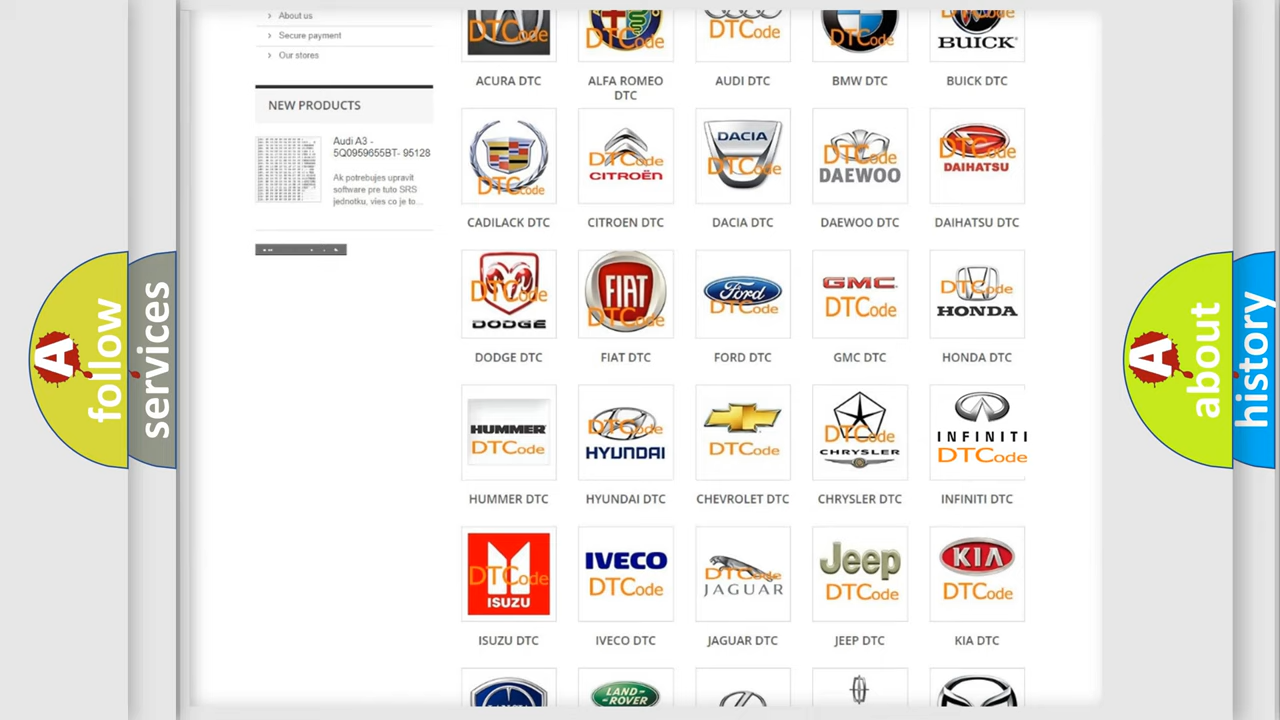 About us
Secure payment
Our stores
NEW PRODUCTS
Audi A3 -
5Q0959655BT- 95128
Ak potrebujes upravit
software pre tuto SRS
jednotku, vies co je to...
DTCode
DTCode
DTCode
DTCode
BUICK
ACURA DTC
ALFA ROMEO
DTC
AUDI DTC
BMW DTC
BUICK DTC
DTCode
DTCode
CITROËN
DACIA
DTCode
DTCode
DAEWOO
DTCode
DAIHATSU
CADILACK DTC
CITROEN DTC
DACIA DTC
DAEWOO DTC
DAIHATSU DTC
DTCode
DODGE
FIAT
DTCode
Ford
DTCode
GMC
DTCode
DTCode
HONDA
DODGE DTC
FIAT DTC
FORD DTC
GMC DTC
HONDA DTC
HUMMER
DTCode
DTCode
HYUNDAI
DTCode
DTCode
CHRYSLER
INFINITI
DTCode
HUMMER DTC
HYUNDAI DTC
CHEVROLET DTC
CHRYSLER DTC
INFINITI DTC
DTCode
ISUZU
IVECO
DTCode
DTCode
JAGUAR
Jeep
DTCode
KIA
DTCode
ISUZU DTC
IVECO DTC
JAGUAR DTC
JEEP DTC
KIA DTC
LAND-
ROVER
A
follow
services
A
about
history